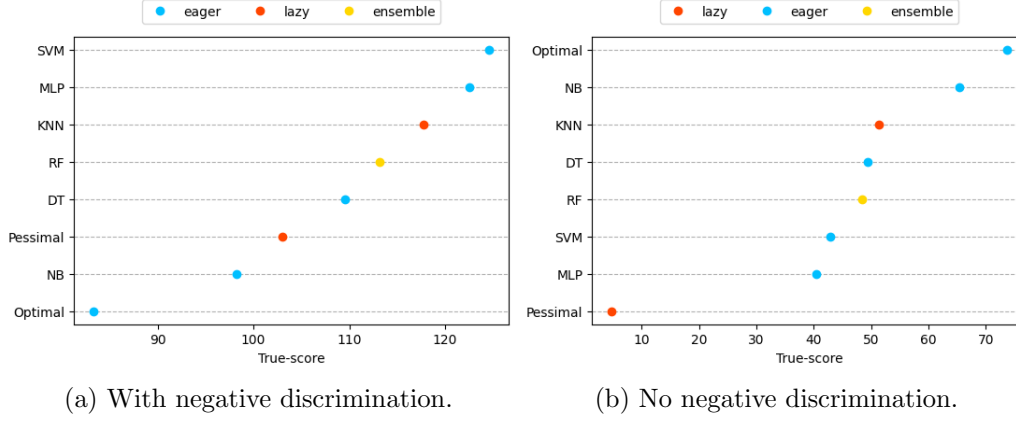 eager lazy ensemble
SVM
MLP
KNN
RF
DT
Pessimal
NB
Optimal
90 100 110 120
True-score
(a) With negative discrimination.
lazy eager ensemble
Optimal
NB
KNN
DT
RF
SVM
MLP
Pessimal
10 20 30 40 50 60 70
True-score
(b) No negative discrimination.